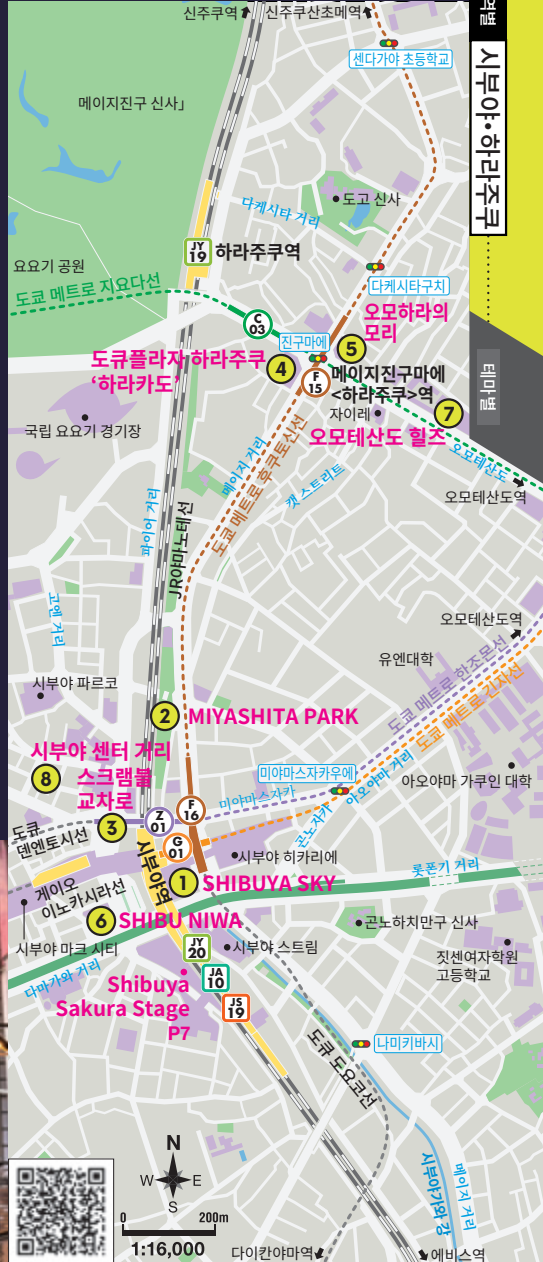 신주쿠역
신주쿠산초메역
역별
센다가야 초등학교
시부야•하라주쿠
메이지진구 신사」
도고 신사
다케시타 거리
JY
19
하라주쿠역
요요기 공원
다케시타구치
도쿄 메트로 지요다선
C
03
오모하라의
모리
진구마에
5
도큐플라자 하라주쿠
‘하라카도’
4
F
15
메이지진구마에
<하라주쿠>역
테마별
자이레
7
국립 요요기 경기장
오모테산도 힐즈
메이지 거리
도쿄 메트로 후쿠토신선
캣 스트리트
오모테산도
오모테산도역
파이어 거리
JR야마노테선
고엔 거리
오모테산도역
유엔대학
도쿄 메트로 한조몬선
도쿄 메트로 긴자선
시부야 파르코
2
MIYASHITA PARK
시부야 센터 거리
8
스크램블
교차로
미야마스자카우에
아오야마 가쿠인 대학
미야마스자카
아오야마 거리
곤노자카
3
Z
01
F
16
도큐
덴엔토시선
G
01
시부야역
시부야 히카리에
롯폰기 거리
게이오
이노카시라선
1
SHIBUYA SKY
6
SHIBU NIWA
곤노하치만구 신사
시부야 마크 시티
JY
20
시부야 스트림
짓센여자학원
고등학교
다마가와 거리
Shibuya
Sakura Stage
P7
JA
10
JS
19
도큐 도요코선
나미키바시
N
W
E
S
시부야가와 강
메이지 거리
0
200m
1:16,000
다이칸야마역
에비스역